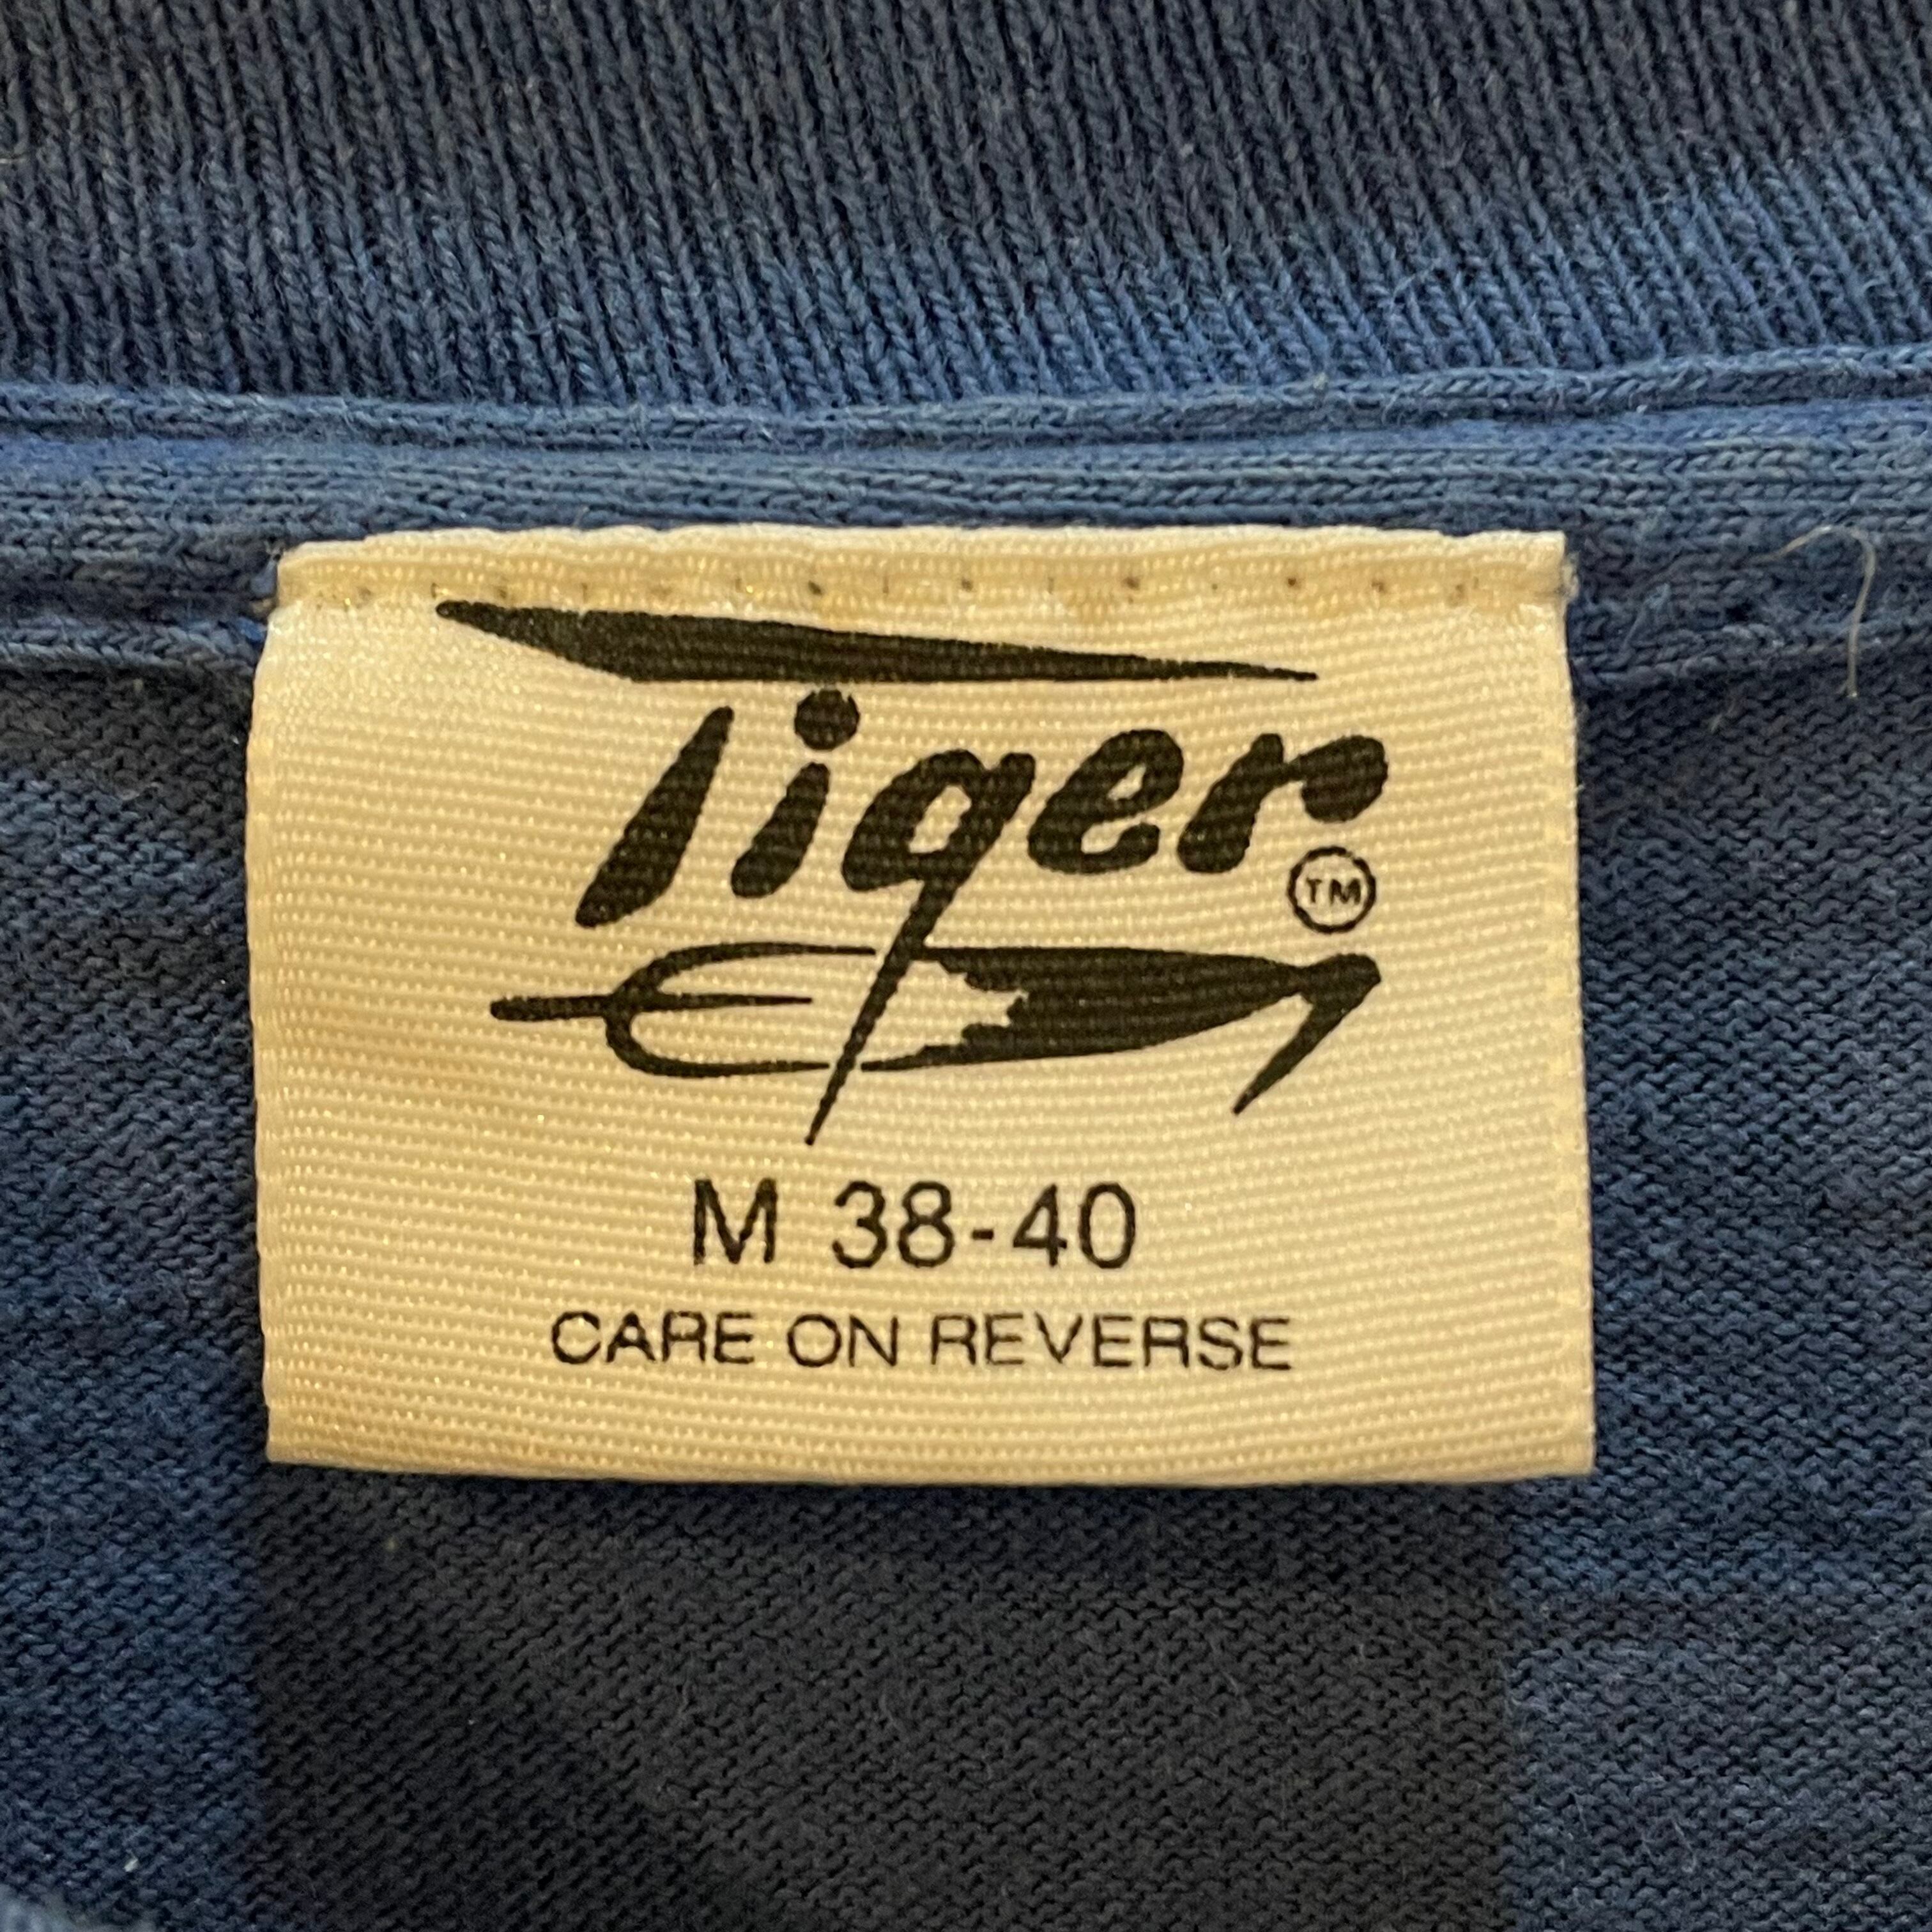 Tiger
TM
M 38-40
CARE ON REVERSE